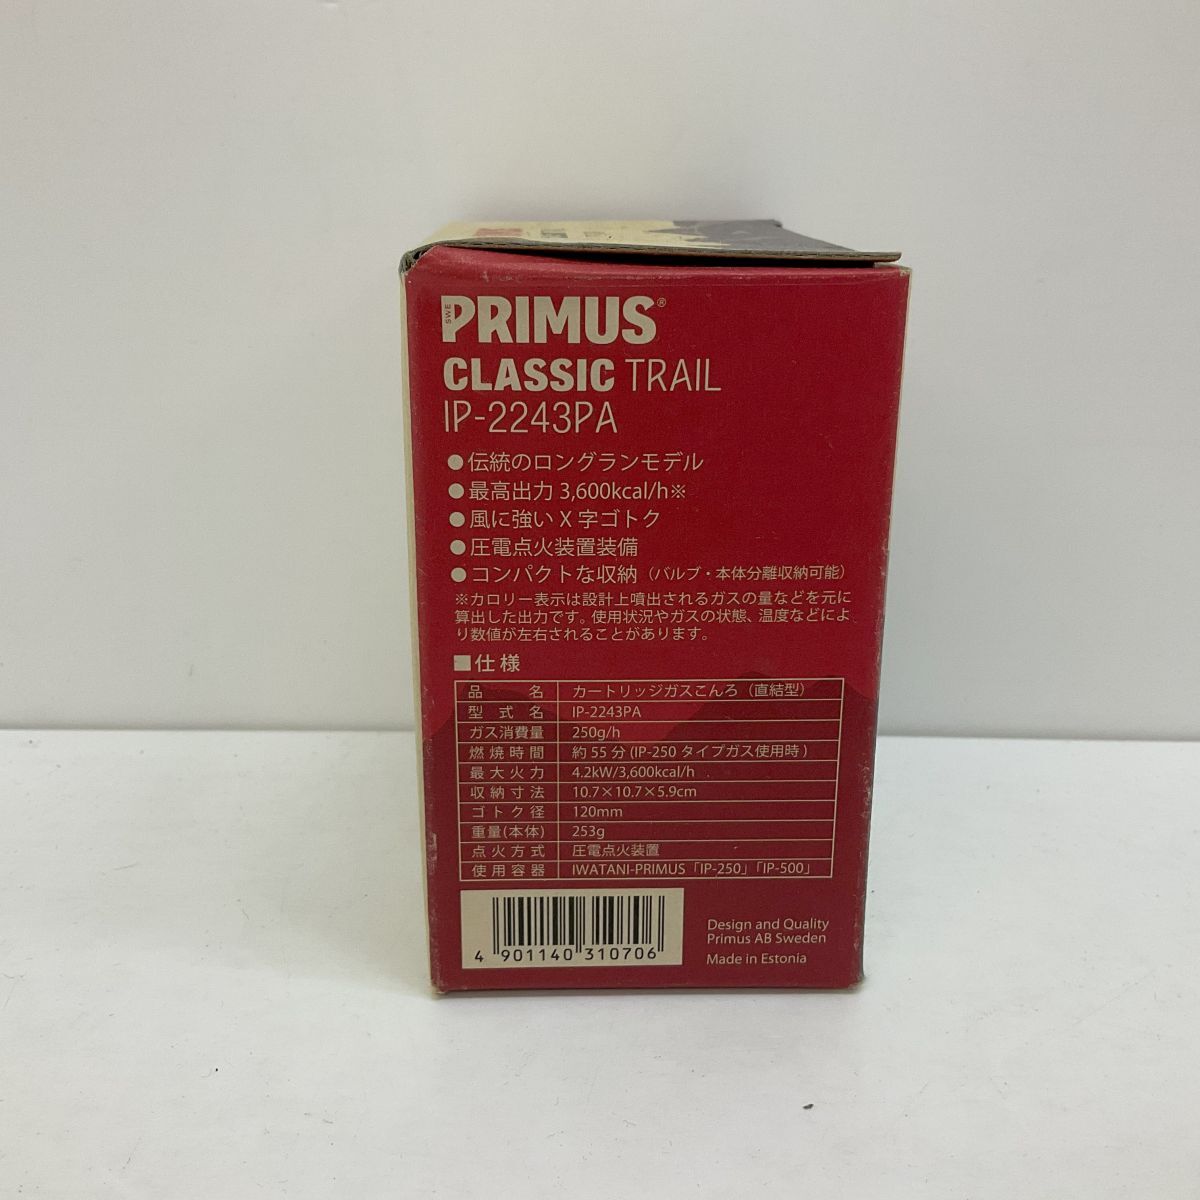 SWE
PRIMUS®
CLASSIC TRAIL
IP-2243PA
●伝統のロングランモデル
●最高出力 3,600kcal/h※
●風に強い X 字ゴトク
●圧電点火装置装備
●コンパクトな収納（バルブ・本体分離収納可能）
※カロリー表示は設計上噴出されるガスの量などを元に
算出した出力です。使用状況やガスの状態、温度などによ
り数値が左右されることがあります。
■仕様
品名 カートリッジガスこんろ（直結型）
型式名 IP-2243PA
ガス消費量 250g/h
燃焼時間 約 55 分 (IP-250 タイプガス使用時 )
最大火力 4.2kW/3,600kcal/h
収納寸法 10.7×10.7×5.9cm
ゴトク径 120mm
重量(本体) 253g
点火方式 圧電点火装置
使用容器 IWATANI-PRIMUS「IP-250」「IP-500」
4 901140 310706
Design and Quality
Primus AB Sweden
Made in Estonia